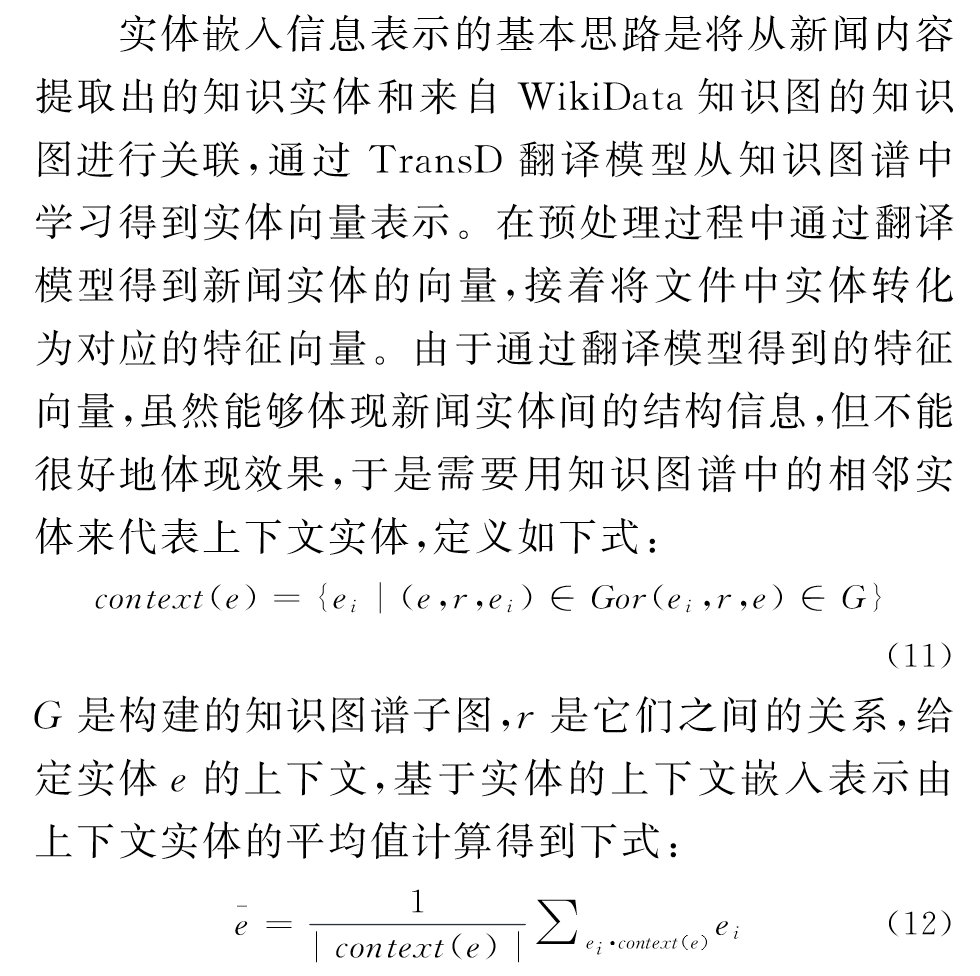 实体嵌入信息表示的基本思路是将从新闻内容
提取出的知识实体和来自 WikiData 知识图的知识
图进行关联,通过 TransD 翻译模型从知识图谱中
学习得到实体向量表示。在预处理过程中通过翻译
模型得到新闻实体的向量,接着将文件中实体转化
为对应的特征向量。由于通过翻译模型得到的特征
向量,虽然能够体现新闻实体间的结构信息,但不能
很好地体现效果,于是需要用知识图谱中的相邻实
体来代表上下文实体,定义如下式:
context(e) = {e_i | (e,r,e_i) ∈ Gor(e_i,r,e) ∈ G}
(11)
G 是构建的知识图谱子图,r 是它们之间的关系,给
定实体 e 的上下文,基于实体的上下文嵌入表示由
上下文实体的平均值计算得到下式:
ē = 1/|context(e)| ∑_{e_i•context(e)} e_i (12)